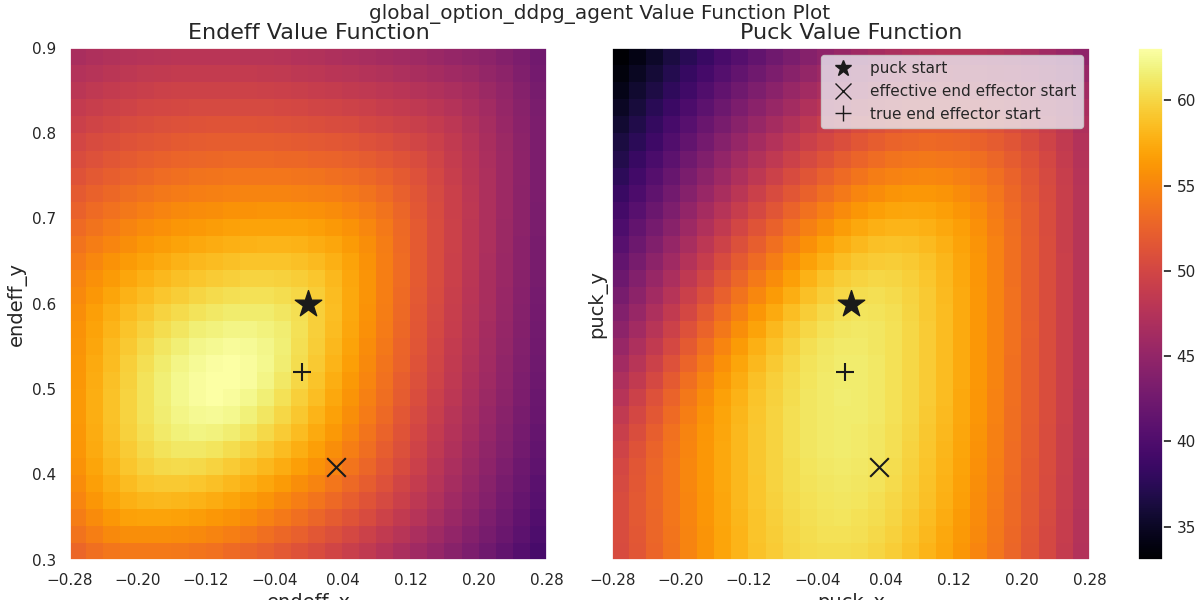 global_option_ddpg_agent Value Function Plot
Endeff Value Function
Puck Value Function
puck start
effective end effector start
true end effector start
endeff_y
0.9
0.8
0.7
0.6
0.5
0.4
0.3
−0.28 −0.20 −0.12 −0.04 0.04 0.12 0.20 0.28
endeff_x
puck_y
−0.28 −0.20 −0.12 −0.04 0.04 0.12 0.20 0.28
puck_x
60
55
50
45
40
35